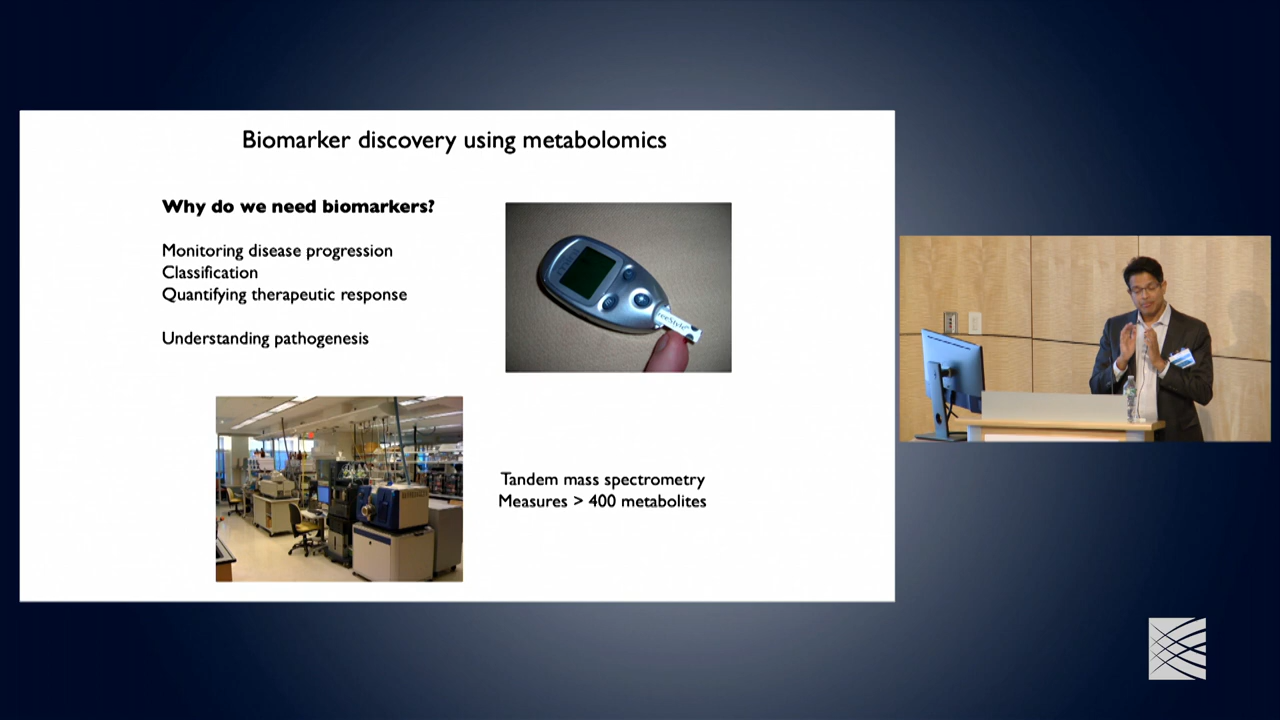 Biomarker discovery using metabolomics
Why do we need biomarkers?
Monitoring disease progression
Classification
Quantifying therapeutic response
Understanding pathogenesis
Tandem mass spectrometry
Measures > 400 metabolites